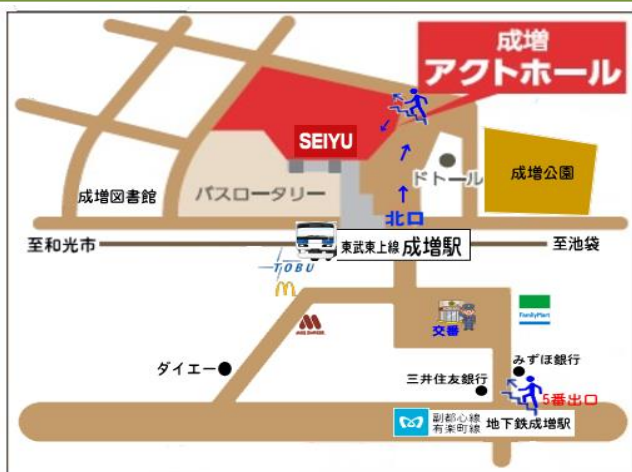 成増
アクトホール
SEIYU
ドトール
成増公園
成増図書館
バスロータリー
北口
至和光市
東武東上線 成増駅
至池袋
TOBU
MOS BURGER
交番
FamilyMart
ダイエー
みずほ銀行
三井住友銀行
5番出口
副都心線
有楽町線
地下鉄成増駅